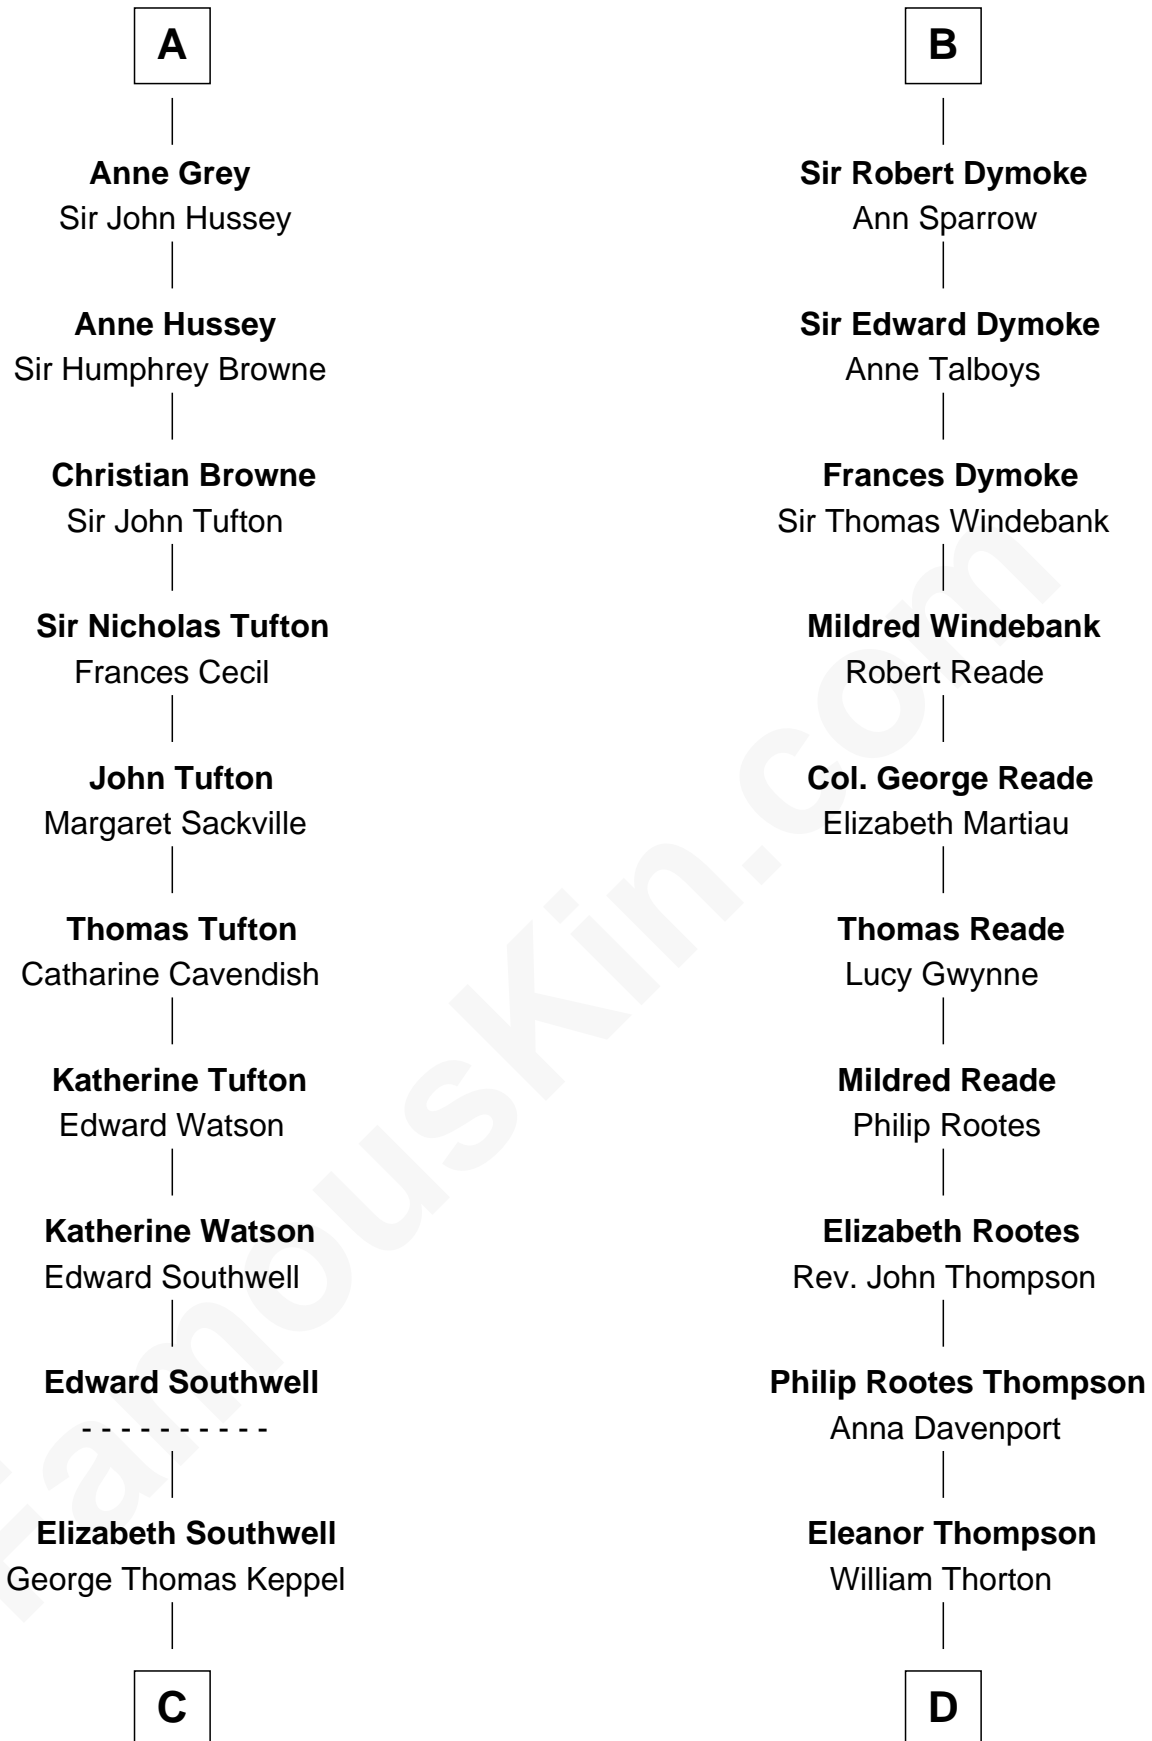 A
Anne Grey
Sir John Hussey
Anne Hussey
Sir Humphrey Browne
Christian Browne
Sir John Tufton
Sir Nicholas Tufton
Frances Cecil
John Tufton
Margaret Sackville
Thomas Tufton
Catharine Cavendish
Katherine Tufton
Edward Watson
Katherine Watson
Edward Southwell
Edward Southwell
- - - - - - - - - -
Elizabeth Southwell
George Thomas Keppel
C
B
Sir Robert Dymoke
Ann Sparrow
Sir Edward Dymoke
Anne Talboys
Frances Dymoke
Sir Thomas Windebank
Mildred Windebank
Robert Reade
Col. George Reade
Elizabeth Martiau
Thomas Reade
Lucy Gwynne
Mildred Reade
Philip Rootes
Elizabeth Rootes
Rev. John Thompson
Philip Rootes Thompson
Anna Davenport
Eleanor Thompson
William Thorton
D
FamousKin.com